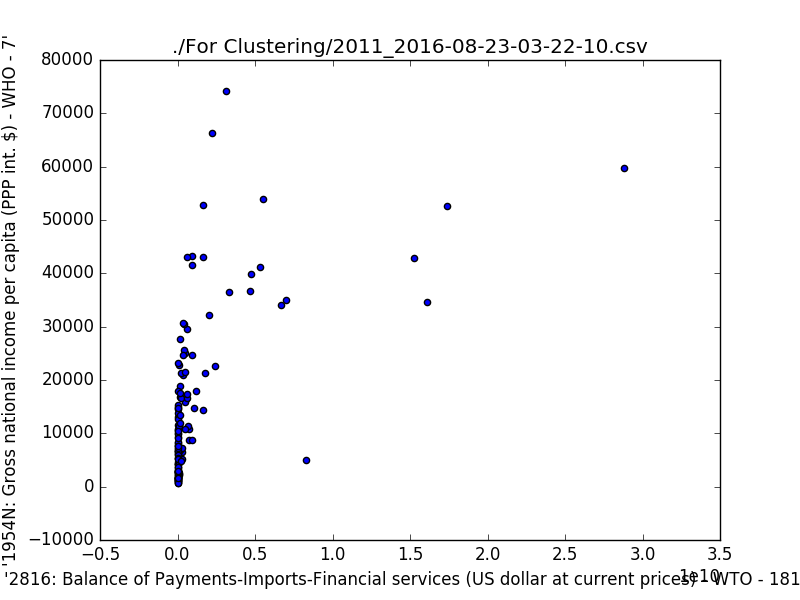 ./For Clustering/2011_2016-08-23-03-22-10.csv
'1954N: Gross national income per capita (PPP int. $) - WHO - 7'
80000
70000
60000
50000
40000
30000
20000
10000
0
−10000
−0.5 0.0 0.5 1.0 1.5 2.0 2.5 3.0 3.5
1e10
'2816: Balance of Payments-Imports-Financial services (US dollar at current prices) - WTO - 181